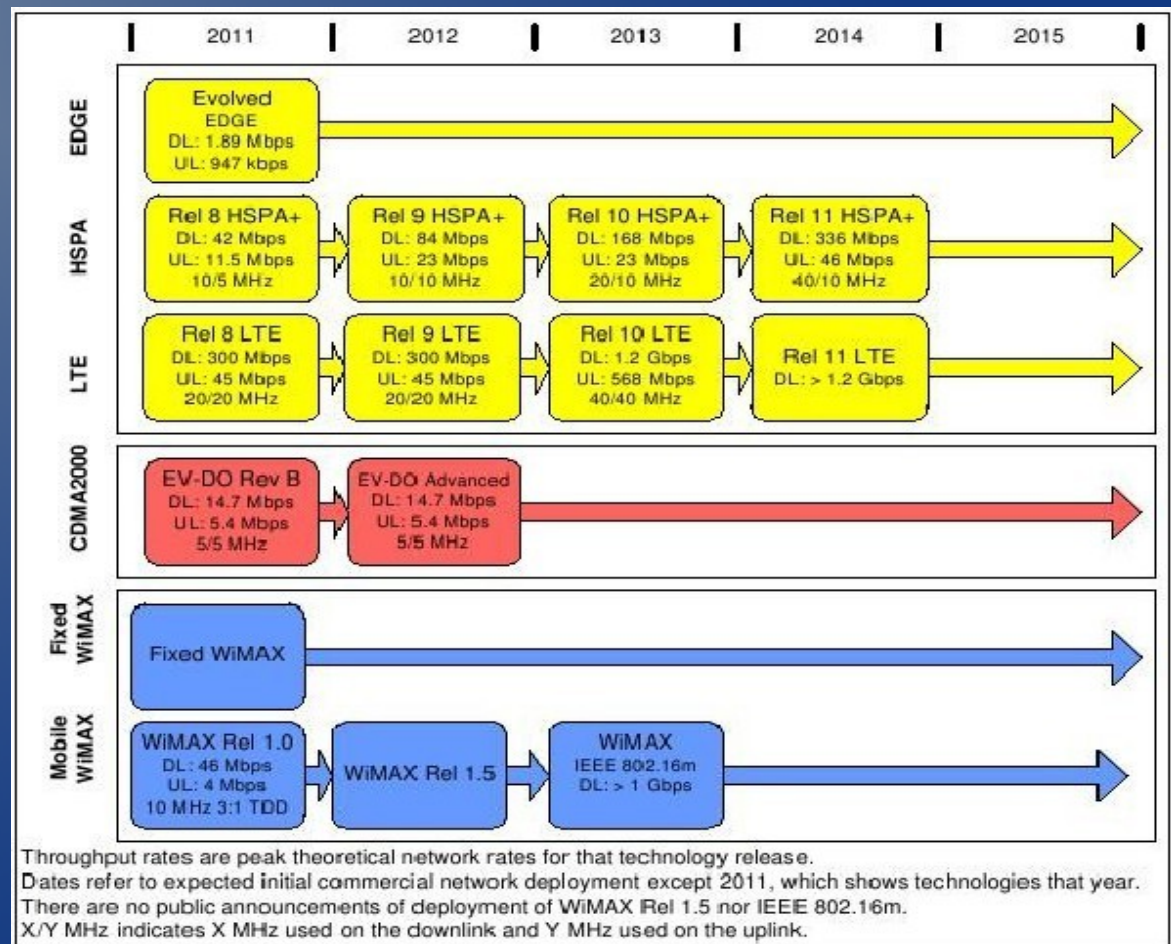 2011 2012 2013 2014 2015
EDGE
Evolved
EDGE
DL: 1.89 Mbps
UL: 947 kbps
HSPA
Rel 8 HSPA+
DL: 42 Mbps
UL: 11.5 Mbps
10/5 MHz
Rel 9 HSPA+
DL: 84 Mbps
UL: 23 Mbps
10/10 MHz
Rel 10 HSPA+
DL: 168 Mbps
UL: 23 Mbps
20/10 MHz
Rel 11 HSPA+
DL: 336 Mbps
UL: 46 Mbps
40/10 MHz
LTE
Rel 8 LTE
DL: 300 Mbps
UL: 45 Mbps
20/20 MHz
Rel 9 LTE
DL: 300 Mbps
UL: 45 Mbps
20/20 MHz
Rel 10 LTE
DL: 1.2 Gbps
UL: 568 Mbps
40/40 MHz
Rel 11 LTE
DL: > 1.2 Gbps
CDMA2000
EV-DO Rev B
DL: 14.7 Mbps
UL: 5.4 Mbps
5/5 MHz
EV-DO Advanced
DL: 14.7 Mbps
UL: 5.4 Mbps
5/5 MHz
Fixed
WiMAX
Fixed WiMAX
Mobile
WiMAX
WiMAX Rel 1.0
DL: 46 Mbps
UL: 4 Mbps
10 MHz 3:1 TDD
WiMAX Rel 1.5
WiMAX
IEEE 802.16m
DL: > 1 Gbps
Throughput rates are peak theoretical network rates for that technology release.
Dates refer to expected initial commercial network deployment except 2011, which shows technologies that year.
There are no public announcements of deployment of WiMAX Rel 1.5 nor IEEE 802.16m.
X/Y MHz indicates X MHz used on the downlink and Y MHz used on the uplink.